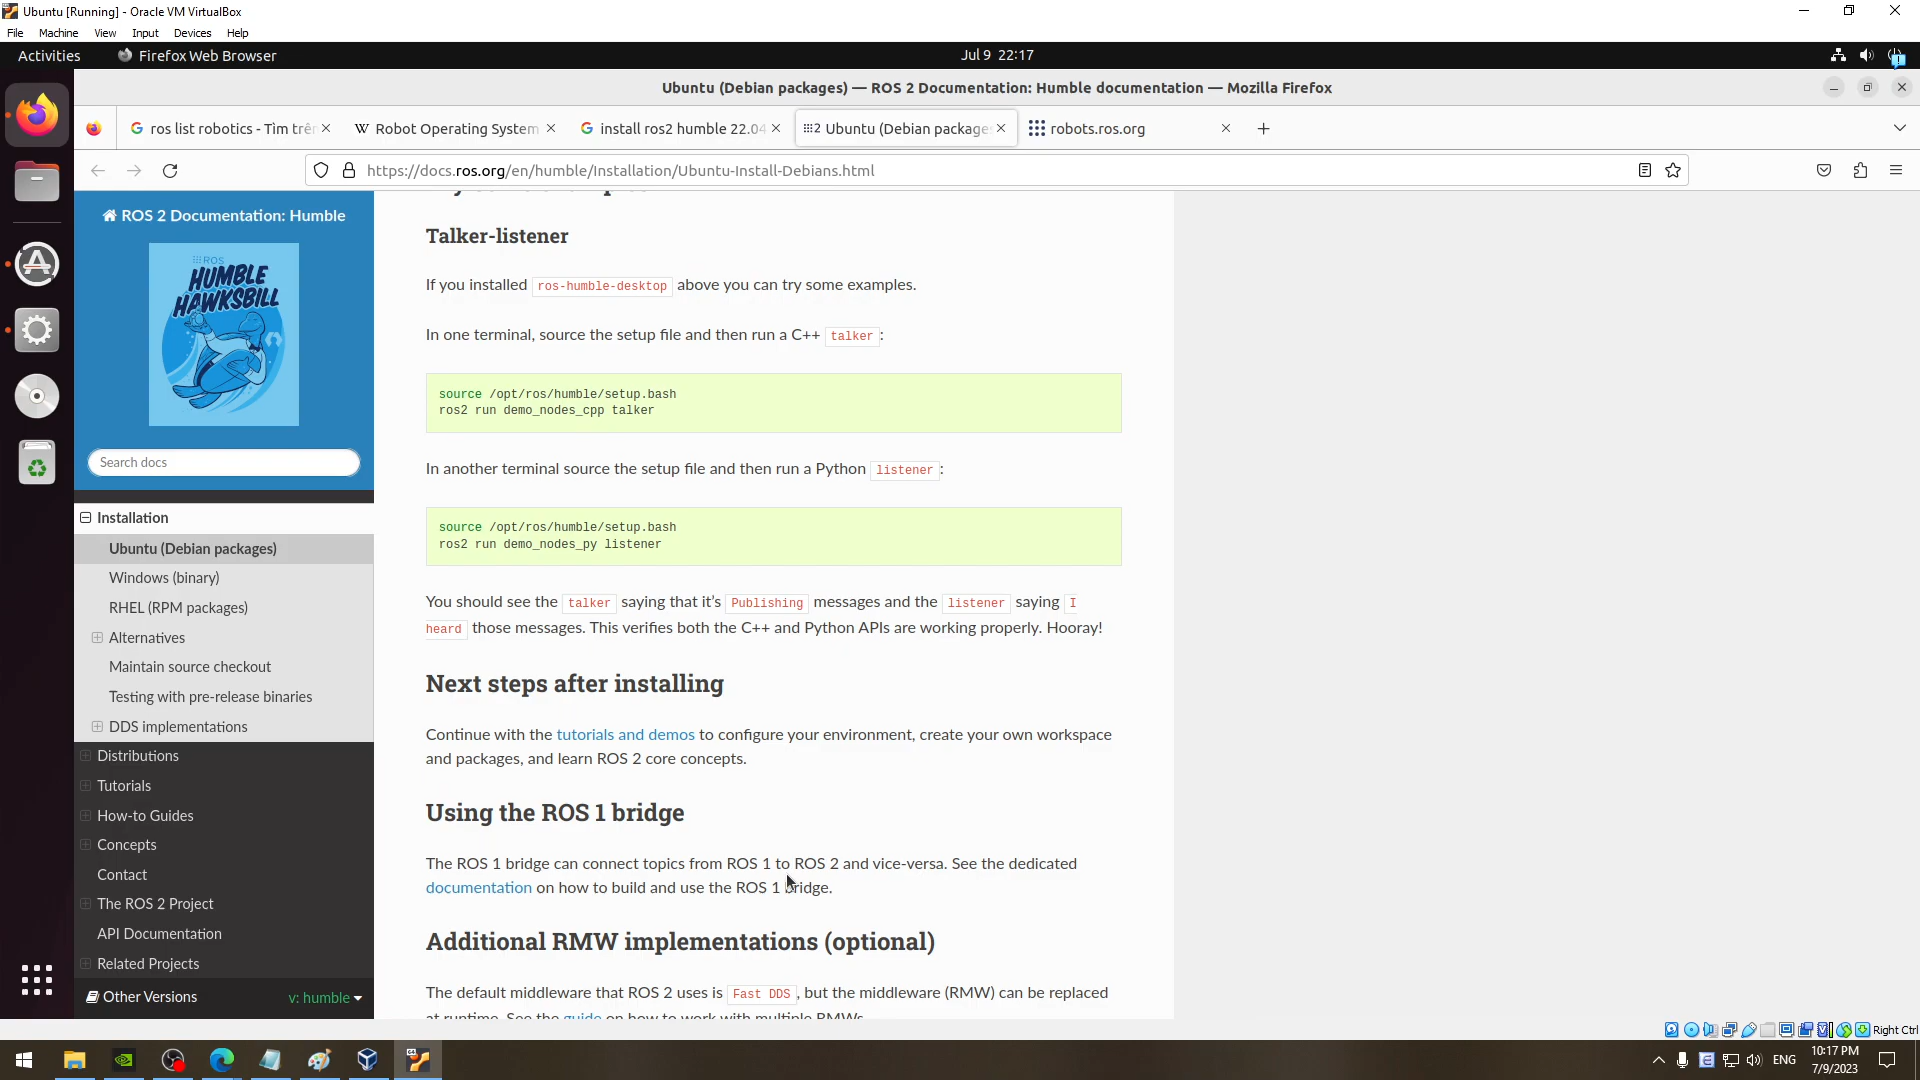 Ubuntu [Running] - Oracle VM VirtualBox
File Machine View Input Devices Help
Activities Firefox Web Browser Jul 9 22:17
Ubuntu (Debian packages) — ROS 2 Documentation: Humble documentation — Mozilla Firefox
ros list robotics - Tìm trên
Robot Operating System
install ros2 humble 22.04
Ubuntu (Debian package
robots.ros.org
https://docs.ros.org/en/humble/Installation/Ubuntu-Install-Debians.html
ROS 2 Documentation: Humble
ROS
HUMBLE
HAWKSBILL
Search docs
Installation
Ubuntu (Debian packages)
Windows (binary)
RHEL (RPM packages)
Alternatives
Maintain source checkout
Testing with pre-release binaries
DDS implementations
Distributions
Tutorials
How-to Guides
Concepts
Contact
The ROS 2 Project
API Documentation
Related Projects
Other Versions v: humble
Talker-listener
If you installed ros-humble-desktop above you can try some examples.
In one terminal, source the setup file and then run a C++ talker:
source /opt/ros/humble/setup.bash
ros2 run demo_nodes_cpp talker
In another terminal source the setup file and then run a Python listener:
source /opt/ros/humble/setup.bash
ros2 run demo_nodes_py listener
You should see the talker saying that it’s Publishing messages and the listener saying I
heard those messages. This verifies both the C++ and Python APIs are working properly. Hooray!
Next steps after installing
Continue with the tutorials and demos to configure your environment, create your own workspace
and packages, and learn ROS 2 core concepts.
Using the ROS 1 bridge
The ROS 1 bridge can connect topics from ROS 1 to ROS 2 and vice-versa. See the dedicated
documentation on how to build and use the ROS 1 bridge.
Additional RMW implementations (optional)
The default middleware that ROS 2 uses is Fast DDS, but the middleware (RMW) can be replaced
at runtime. See the guide on how to work with multiple RMWs.
Right Ctrl
ENG
10:17 PM
7/9/2023